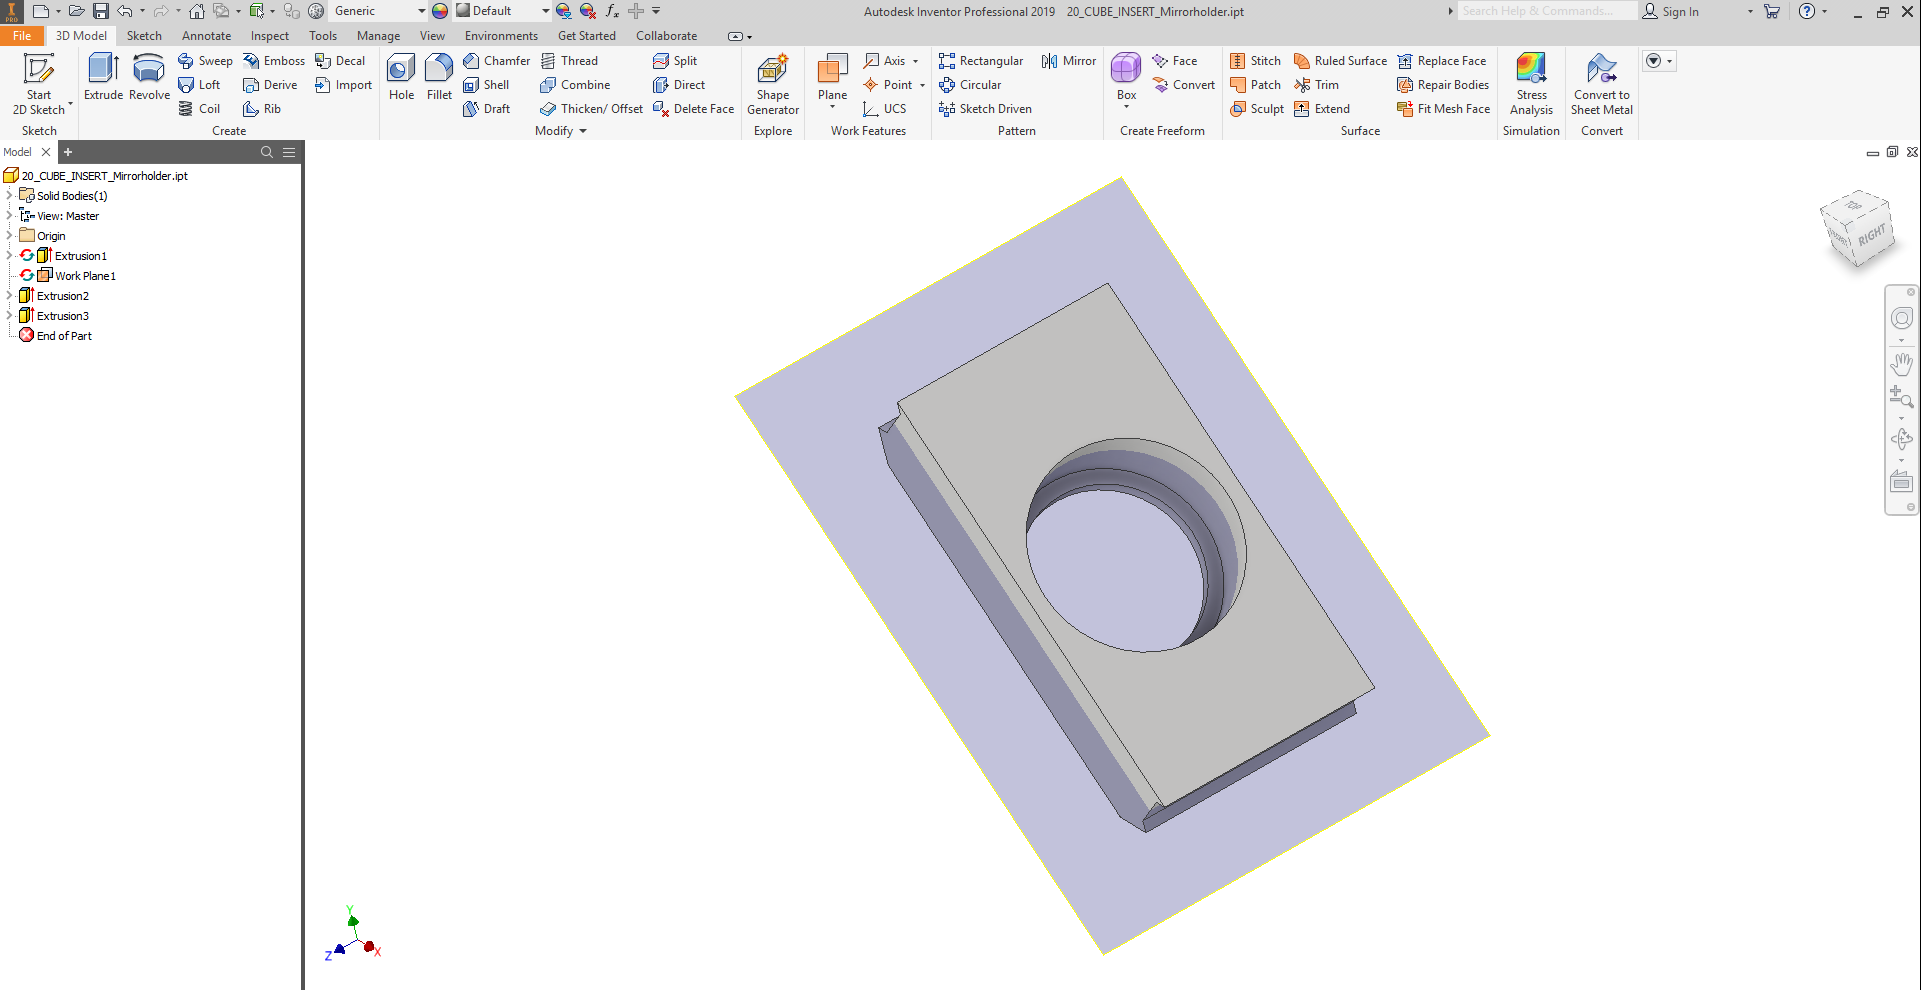 Generic
Default
fx
Autodesk Inventor Professional 2019 20_CUBE_INSERT_Mirrorholder.ipt
Search Help & Commands...
Sign In
File 3D Model Sketch Annotate Inspect Tools Manage View Environments Get Started Collaborate
Start
2D Sketch
Sketch
Extrude Revolve
Sweep Emboss Decal
Loft Derive Import
Coil Rib
Create
Hole Fillet
Chamfer Thread Split
Shell Combine Direct
Draft Thicken/ Offset Delete Face
Modify
Shape
Generator
Explore
Plane
Axis
Point
UCS
Work Features
Rectangular Mirror
Circular
Sketch Driven
Pattern
Box
Face
Convert
Create Freeform
Stitch Ruled Surface Replace Face
Patch Trim Repair Bodies
Sculpt Extend Fit Mesh Face
Surface
Stress
Analysis
Simulation
Convert to
Sheet Metal
Convert
Model
20_CUBE_INSERT_Mirrorholder.ipt
Solid Bodies(1)
View: Master
Origin
Extrusion1
Work Plane1
Extrusion2
Extrusion3
End of Part
TOP
RIGHT
Y
Z
X